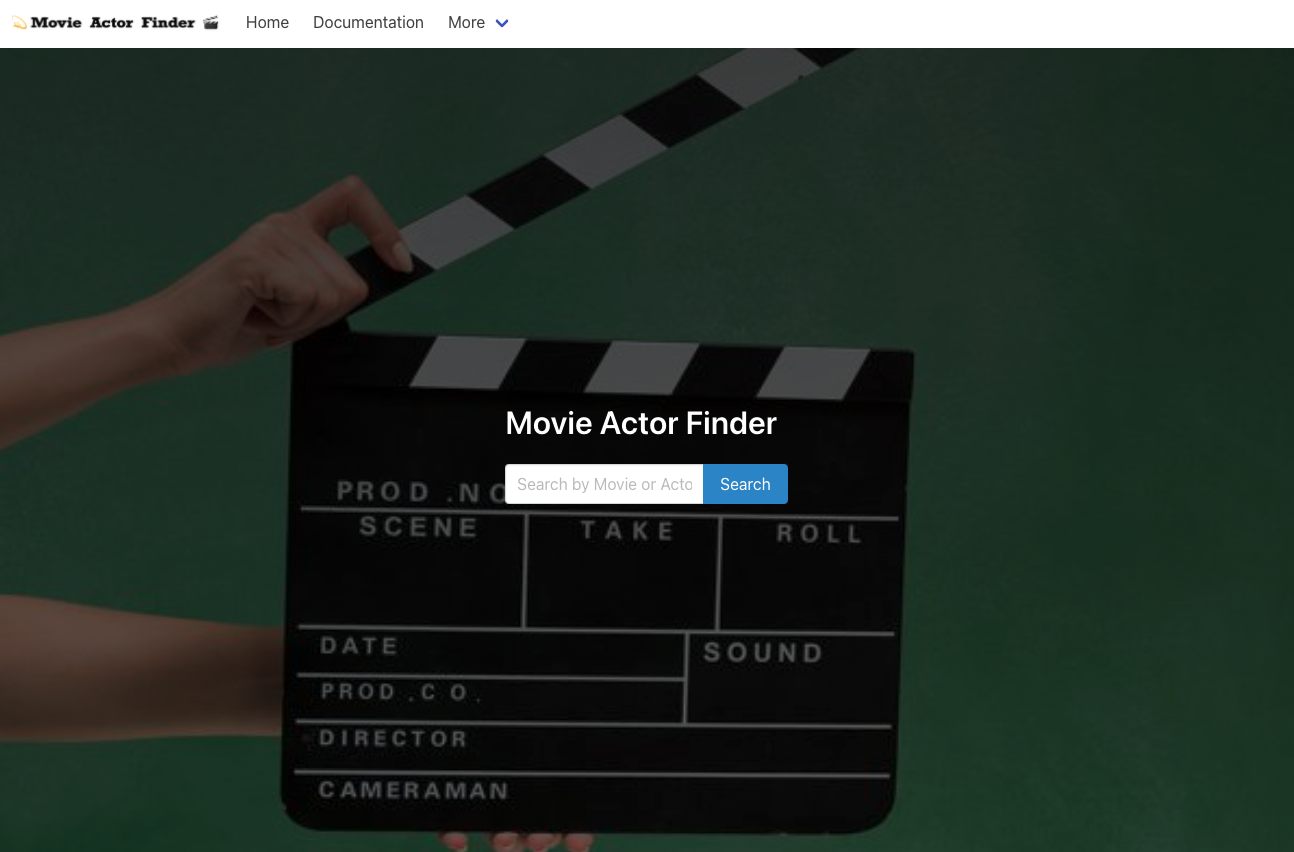 💫Movie Actor Finder 🎬 Home Documentation More
Movie Actor Finder
Search by Movie or Acto Search
PROD .NO
SCENE TAKE ROLL
DATE SOUND
PROD .CO.
DIRECTOR
CAMERAMAN